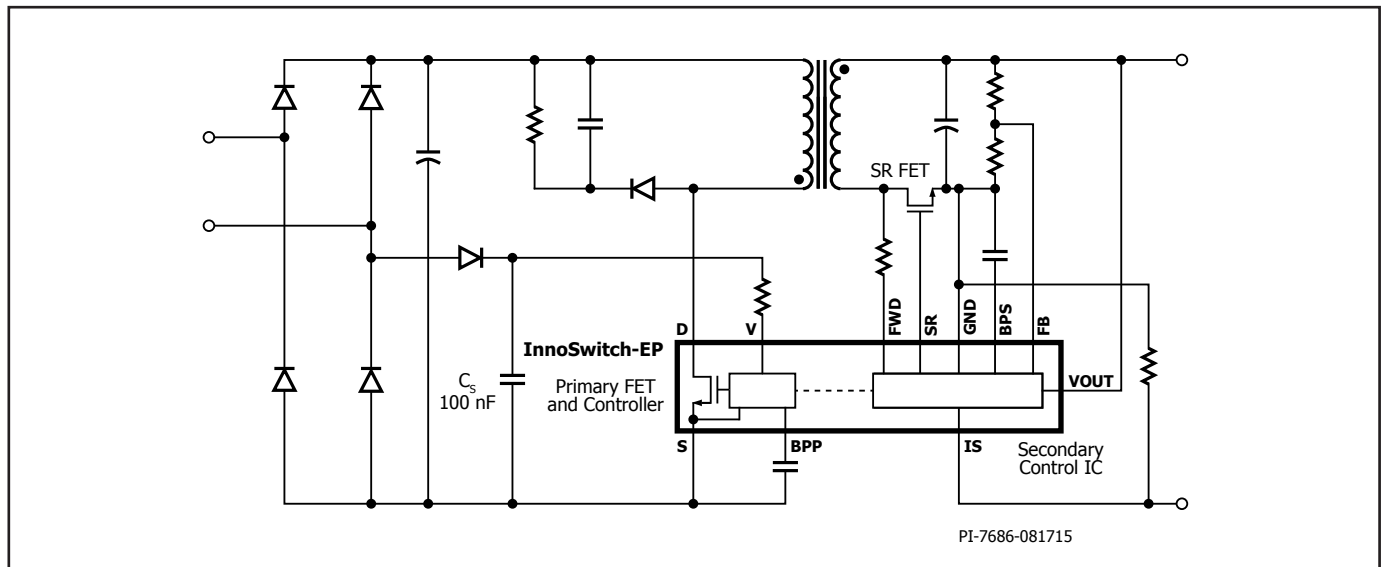 SR FET
FWD
SR
GND
BPS
FB
D
V
InnoSwitch-EP
Primary FET
and Controller
C_S
100 nF
VOUT
S
BPP
IS
Secondary
Control IC
PI-7686-081715